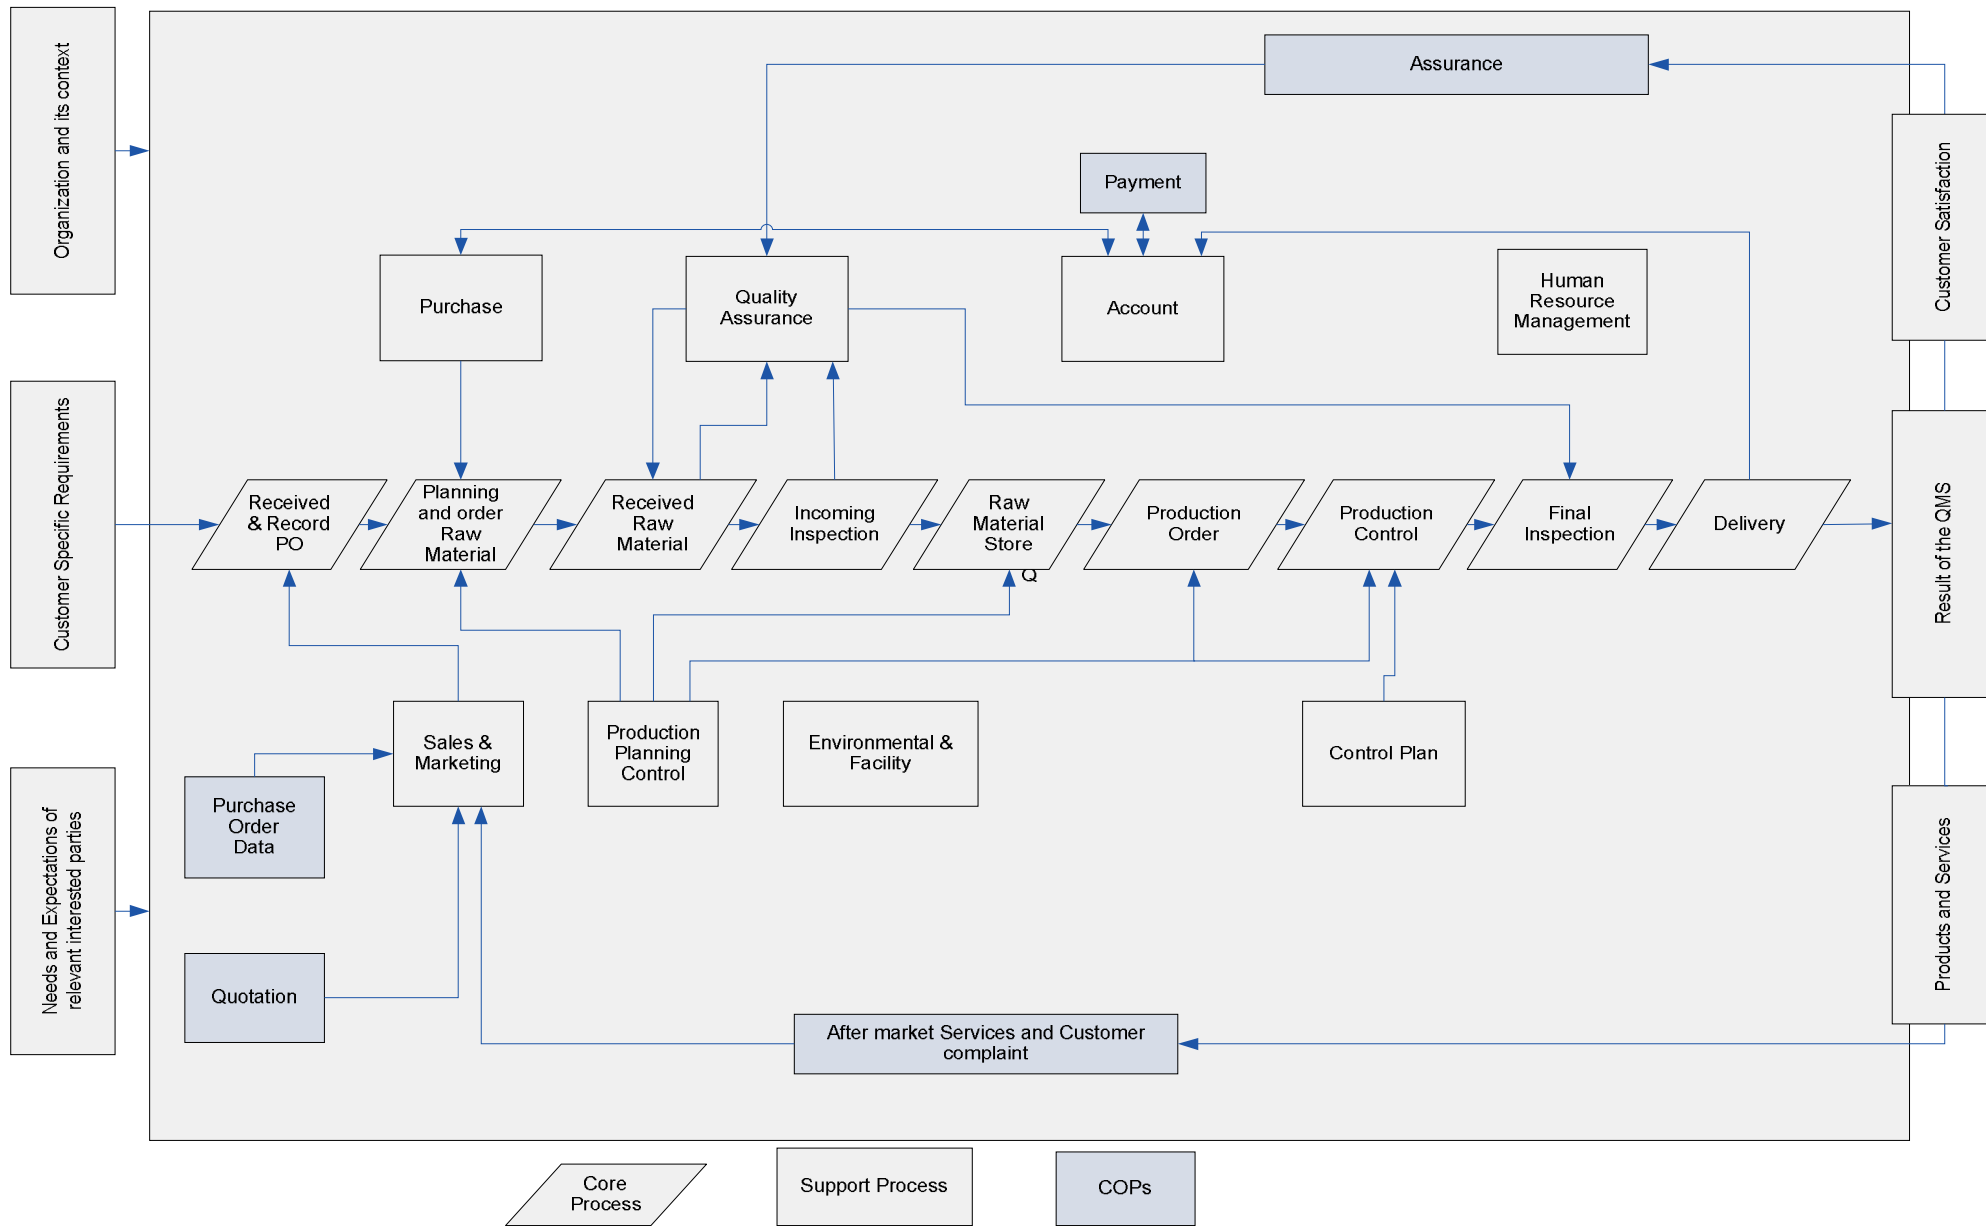 Organization and its context
Customer Specific Requirements
Needs and Expectations of
relevant interested parties
Assurance
Payment
Purchase
Quality
Assurance
Account
Human
Resource
Management
Received
& Record
PO
Planning
and order
Raw
Material
Received
Raw
Material
Incoming
Inspection
Raw
Material
Store
Q
Production
Order
Production
Control
Final
Inspection
Delivery
Sales &
Marketing
Production
Planning
Control
Environmental &
Facility
Control Plan
Purchase
Order
Data
Quotation
After market Services and Customer
complaint
Customer Satisfaction
Result of the QMS
Products and Services
Core
Process
Support Process
COPs